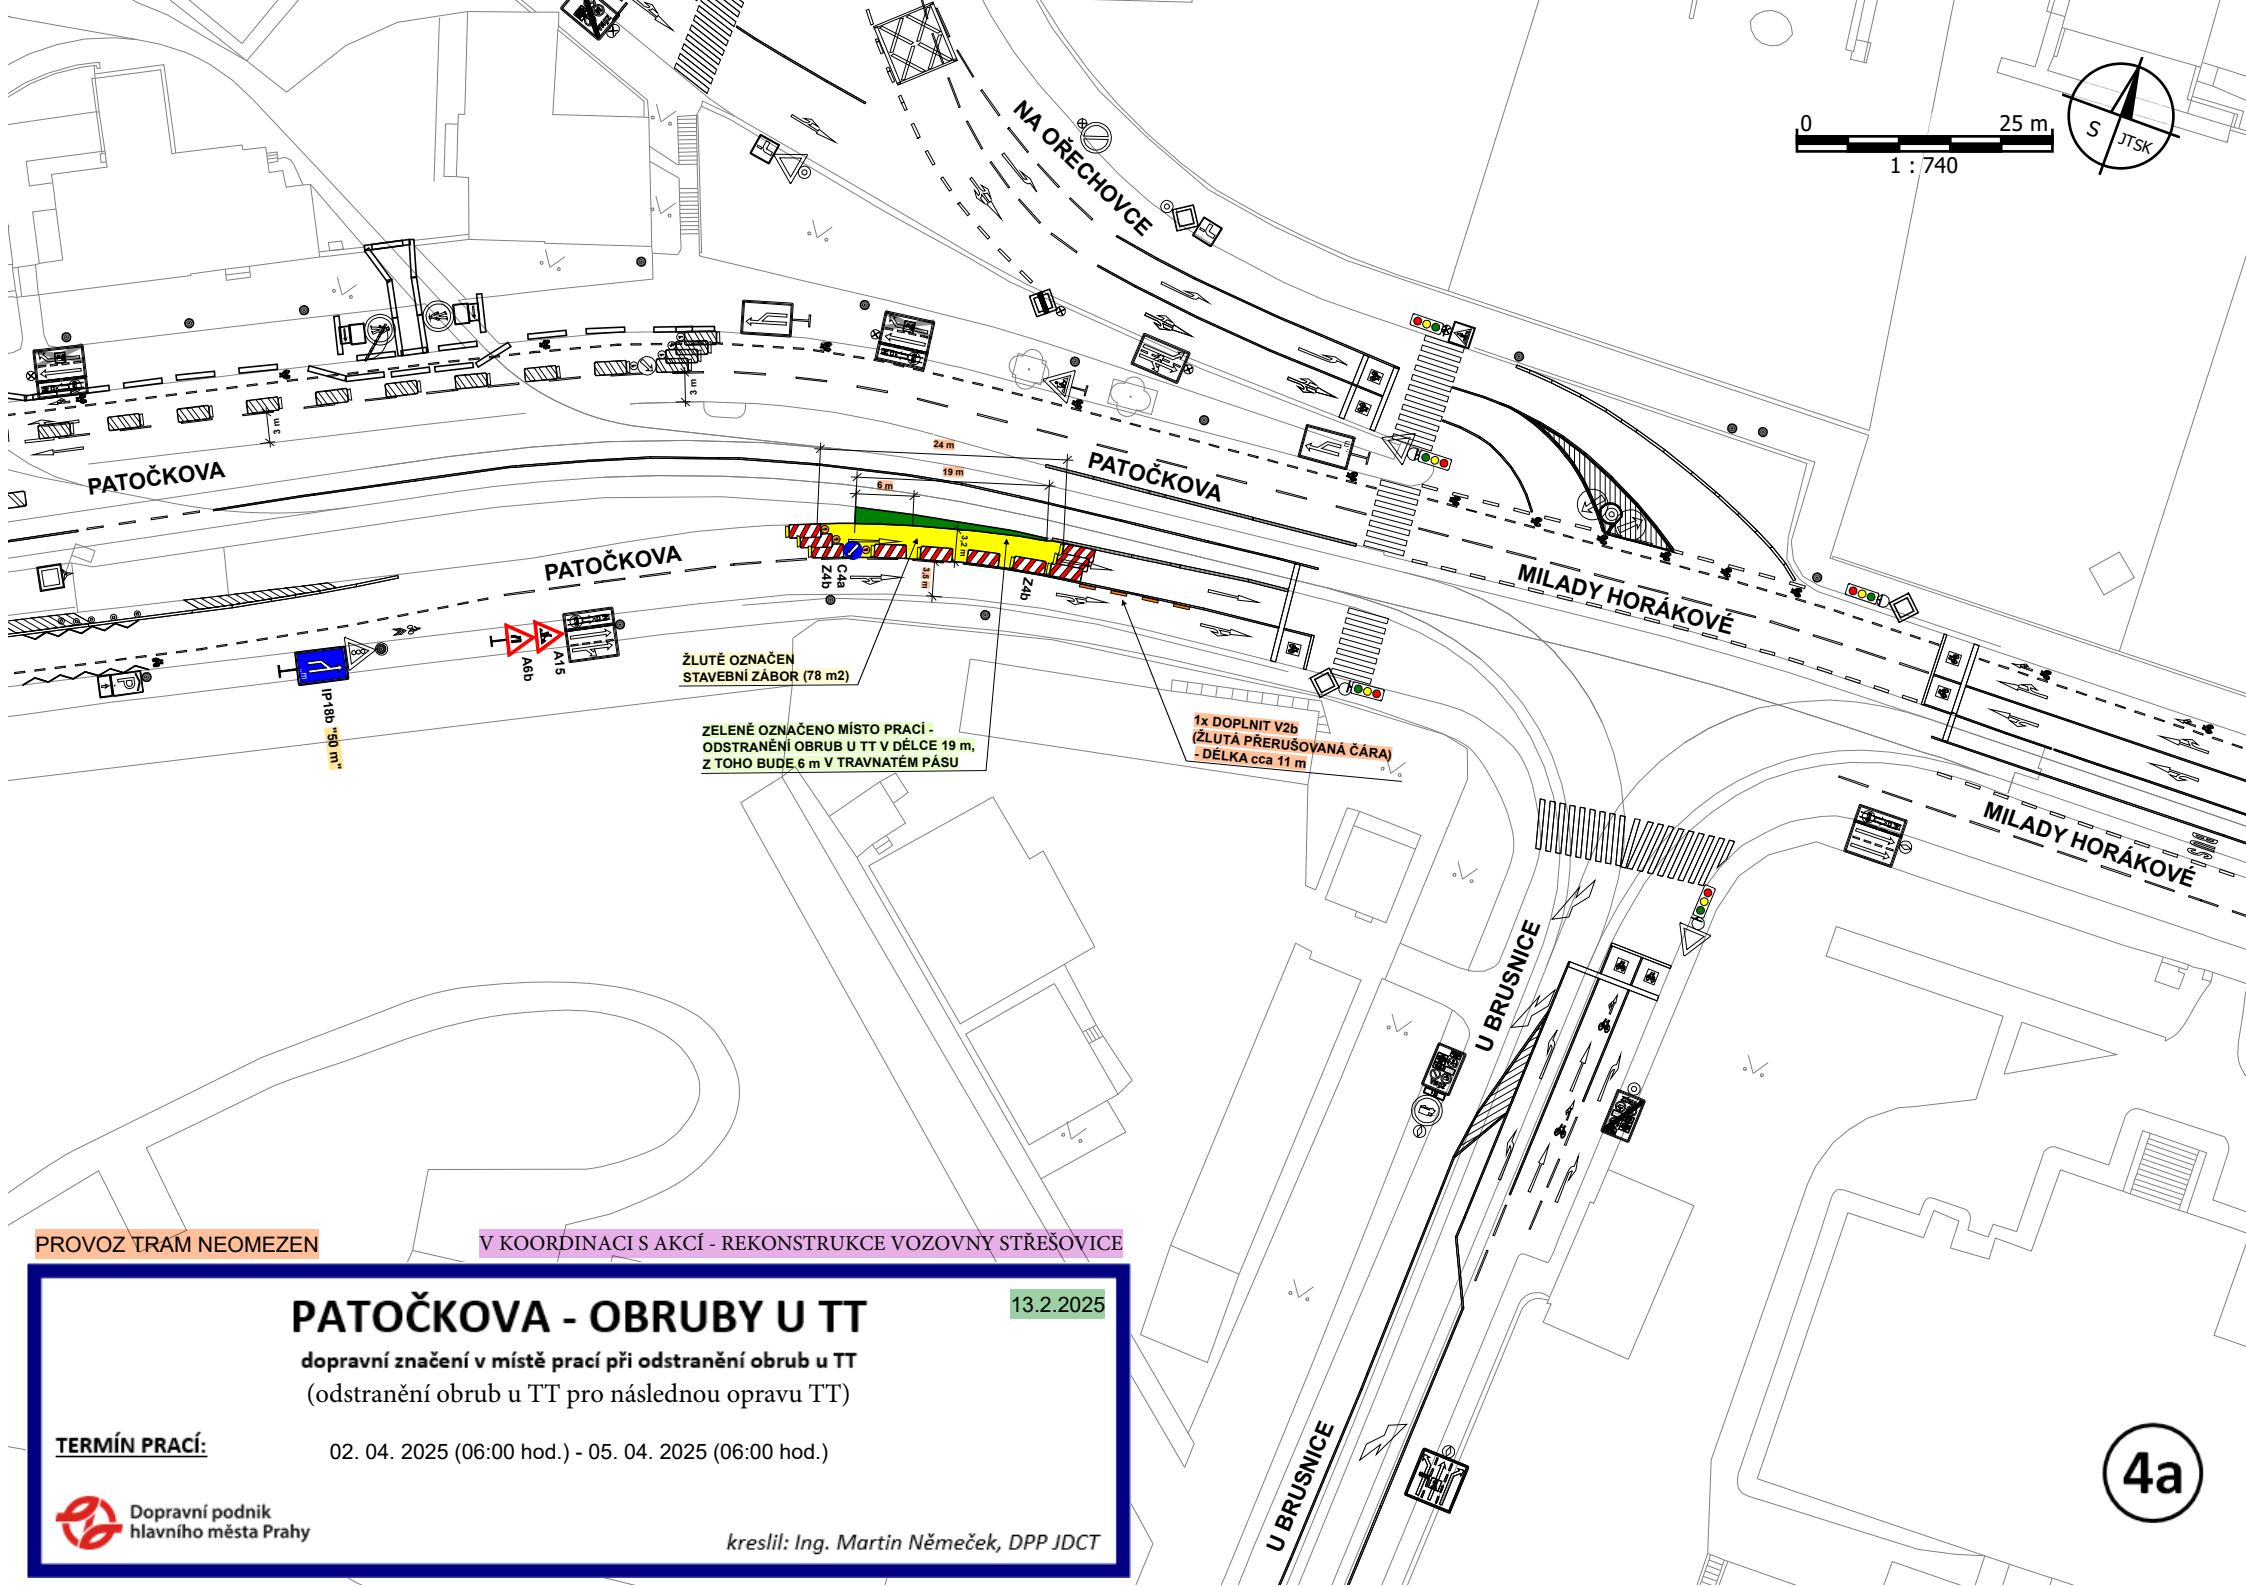 NA OŘECHOVCE
0 25 m
1 : 740
S JTSK
3 m
3 m
24 m
19 m
6 m
PATOČKOVA
PATOČKOVA
PATOČKOVA
3,2 m
3,5 m
C4a
Z4b
Z4b
MILADY HORÁKOVÉ
MILADY HORÁKOVÉ
BUS
P
A15
A6b
IP18b "50 m"
ŽLUTĚ OZNAČEN
STAVEBNÍ ZÁBOR (78 m2)
ZELENĚ OZNAČENO MÍSTO PRACÍ -
ODSTRANĚNÍ OBRUB U TT V DÉLCE 19 m,
Z TOHO BUDE 6 m V TRAVNATÉM PÁSU
1x DOPLNIT V2b
(ŽLUTÁ PŘERUŠOVANÁ ČÁRA)
- DÉLKA cca 11 m
U BRUSNICE
U BRUSNICE
PROVOZ TRAM NEOMEZEN
V KOORDINACI S AKCÍ - REKONSTRUKCE VOZOVNY STŘEŠOVICE
PATOČKOVA - OBRUBY U TT
13.2.2025
dopravní značení v místě prací při odstranění obrub u TT
(odstranění obrub u TT pro následnou opravu TT)
TERMÍN PRACÍ:
02. 04. 2025 (06:00 hod.) - 05. 04. 2025 (06:00 hod.)
Dopravní podnik
hlavního města Prahy
kreslil: Ing. Martin Němeček, DPP JDCT
4a